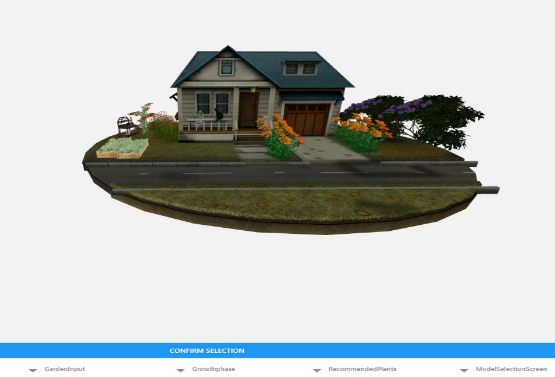 CONFIRM SELECTION
GardenInput Growthphase RecommendedPlants ModelSelectionScreen